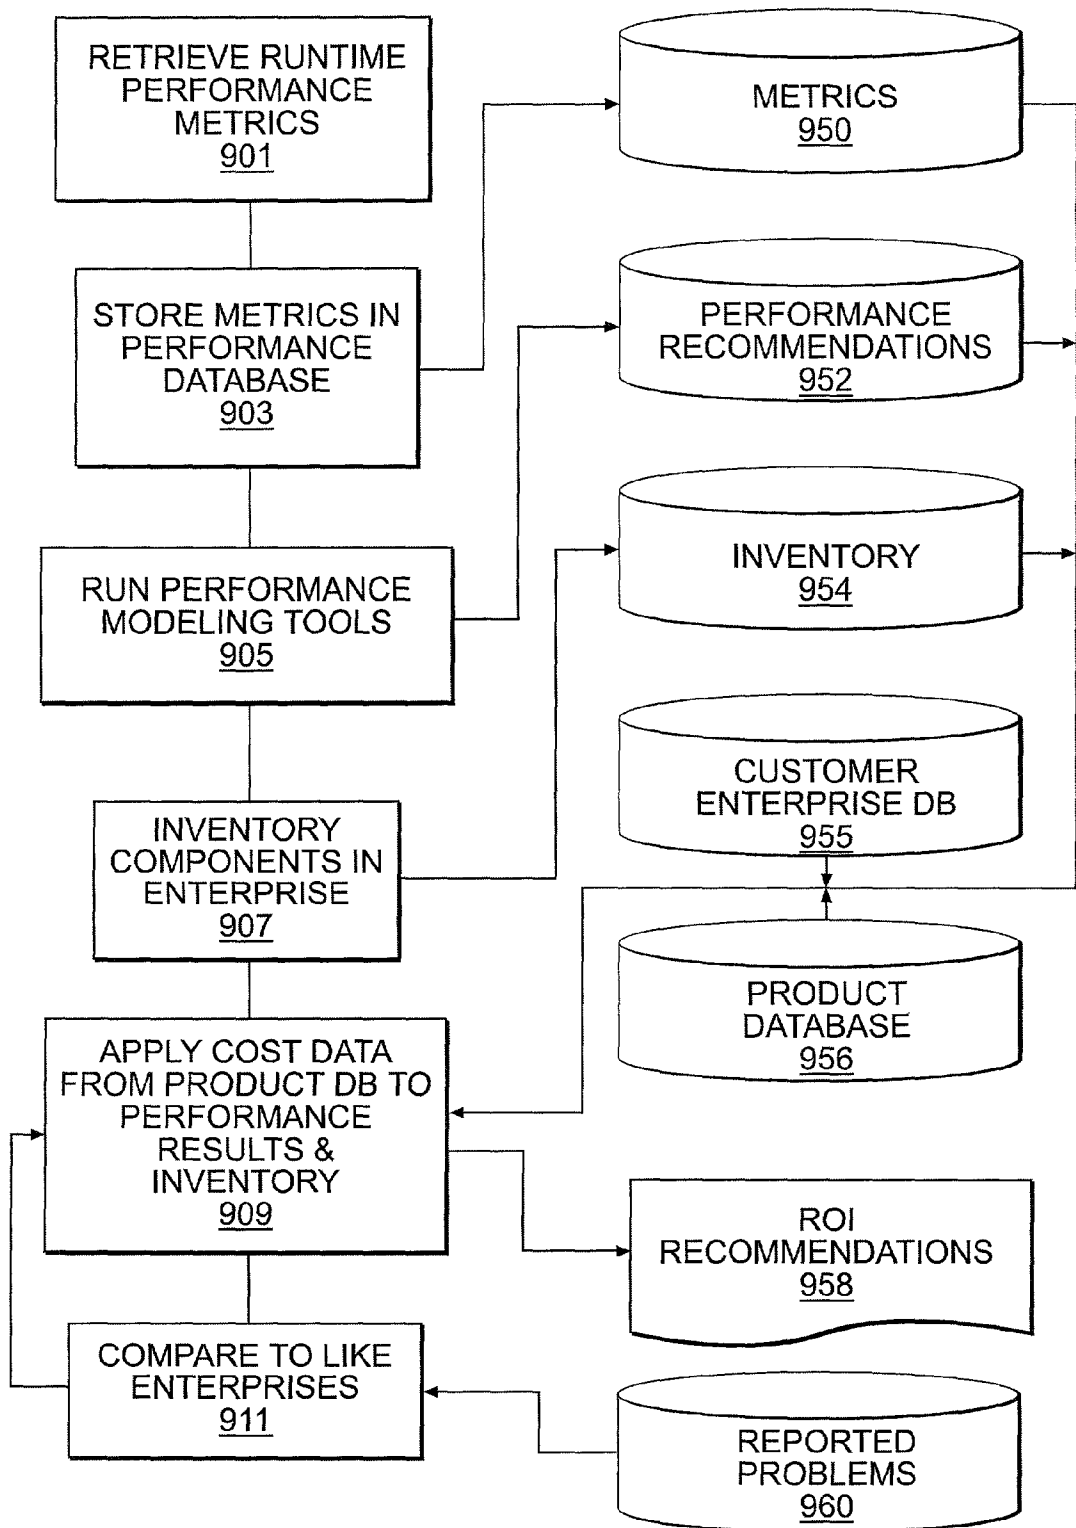 RETRIEVE RUNTIME
PERFORMANCE
METRICS
901
METRICS
950
STORE METRICS IN
PERFORMANCE
DATABASE
903
PERFORMANCE
RECOMMENDATIONS
952
RUN PERFORMANCE
MODELING TOOLS
905
INVENTORY
954
INVENTORY
COMPONENTS IN
ENTERPRISE
907
CUSTOMER
ENTERPRISE DB
955
PRODUCT
DATABASE
956
APPLY COST DATA
FROM PRODUCT DB TO
PERFORMANCE
RESULTS &
INVENTORY
909
ROI
RECOMMENDATIONS
958
COMPARE TO LIKE
ENTERPRISES
911
REPORTED
PROBLEMS
960